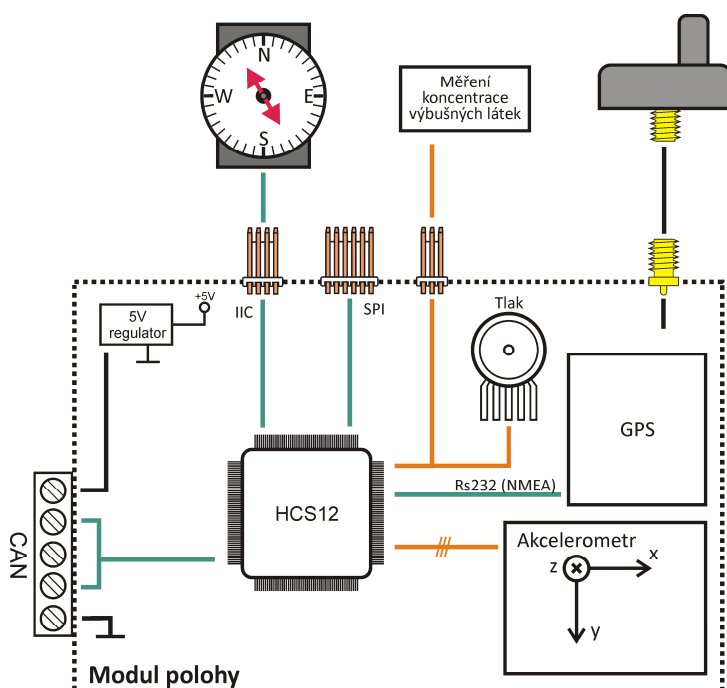 N
W
E
S
Měření
koncentrace
výbušných látek
+5V
5V
regulator
IIC
SPI
Tlak
GPS
HCS12
Rs232 (NMEA)
CAN
Akcelerometr
z
x
y
Modul polohy